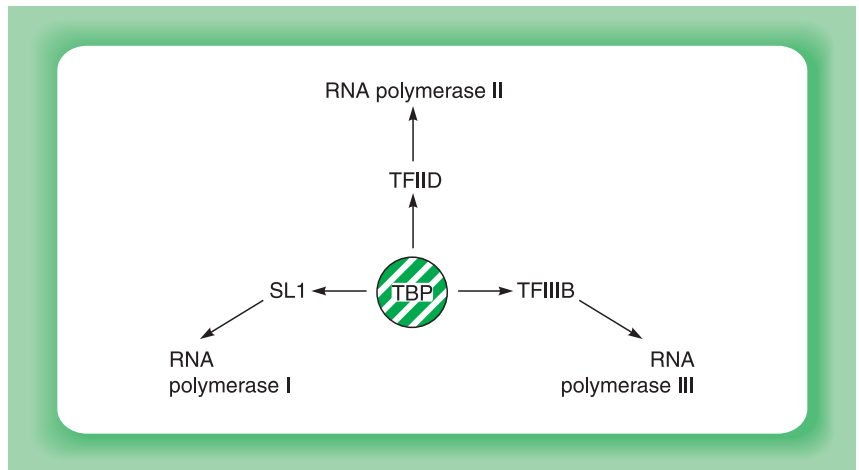 RNA polymerase II
TFIID
SL1
TBP
TFIIIB
RNA
polymerase I
RNA
polymerase III